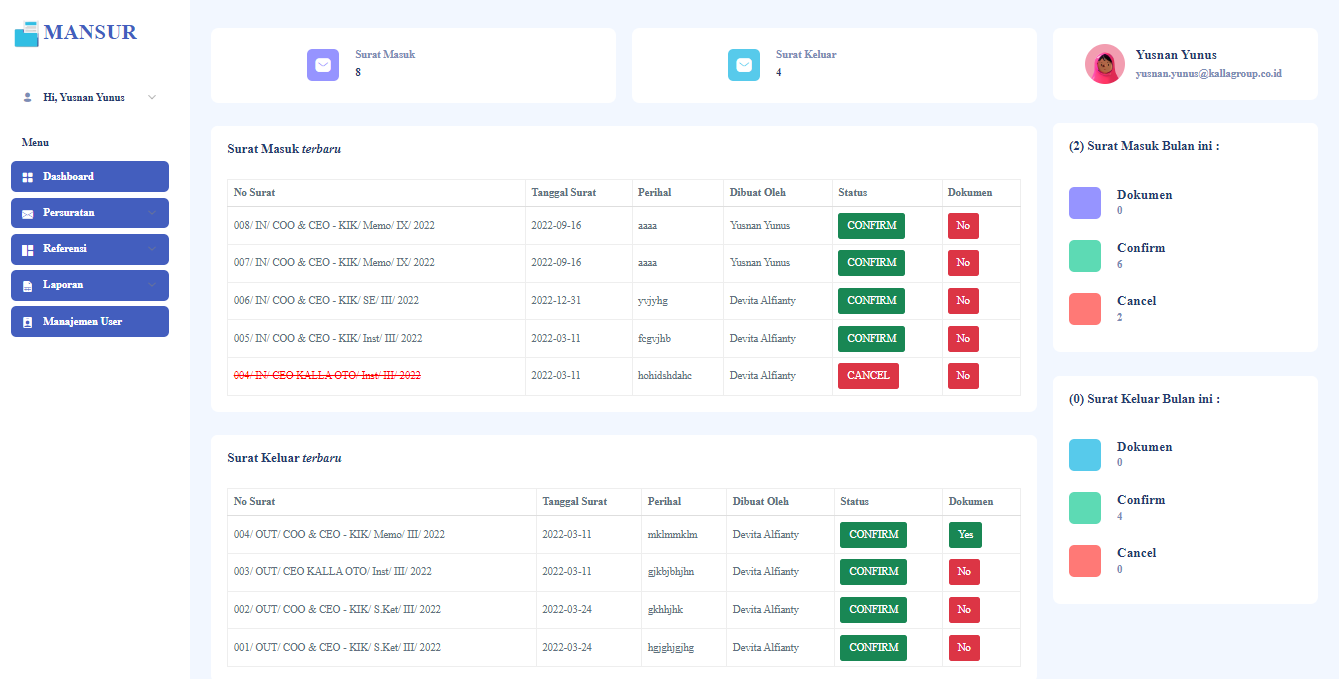 MANSUR
Hi, Yusnan Yunus
Menu
Dashboard
Persuratan
Referensi
Laporan
Manajemen User
Surat Masuk
8
Surat Keluar
4
Yusnan Yunus
yusnan.yunus@kallagroup.co.id
Surat Masuk terbaru
No Surat Tanggal Surat Perihal Dibuat Oleh Status Dokumen
008/ IN/ COO & CEO - KIK/ Memo/ IX/ 2022 2022-09-16 aaaa Yusnan Yunus CONFIRM No
007/ IN/ COO & CEO - KIK/ Memo/ IX/ 2022 2022-09-16 aaaa Yusnan Yunus CONFIRM No
006/ IN/ COO & CEO - KIK/ SE/ III/ 2022 2022-12-31 yvjyhg Devita Alfianty CONFIRM No
005/ IN/ COO & CEO - KIK/ Inst/ III/ 2022 2022-03-11 fcgvjhb Devita Alfianty CONFIRM No
004/ IN/ CEO KALLA OTO/ Inst/ III/ 2022 2022-03-11 hohidshdahc Devita Alfianty CANCEL No
Surat Keluar terbaru
No Surat Tanggal Surat Perihal Dibuat Oleh Status Dokumen
004/ OUT/ COO & CEO - KIK/ Memo/ III/ 2022 2022-03-11 mklmmklm Devita Alfianty CONFIRM Yes
003/ OUT/ CEO KALLA OTO/ Inst/ III/ 2022 2022-03-11 gjkbjbhjhn Devita Alfianty CONFIRM No
002/ OUT/ COO & CEO - KIK/ S.Ket/ III/ 2022 2022-03-24 gkhhjhk Devita Alfianty CONFIRM No
001/ OUT/ COO & CEO - KIK/ S.Ket/ III/ 2022 2022-03-24 hgjghjgjhg Devita Alfianty CONFIRM No
(2) Surat Masuk Bulan ini :
Dokumen
0
Confirm
6
Cancel
2
(0) Surat Keluar Bulan ini :
Dokumen
0
Confirm
4
Cancel
0